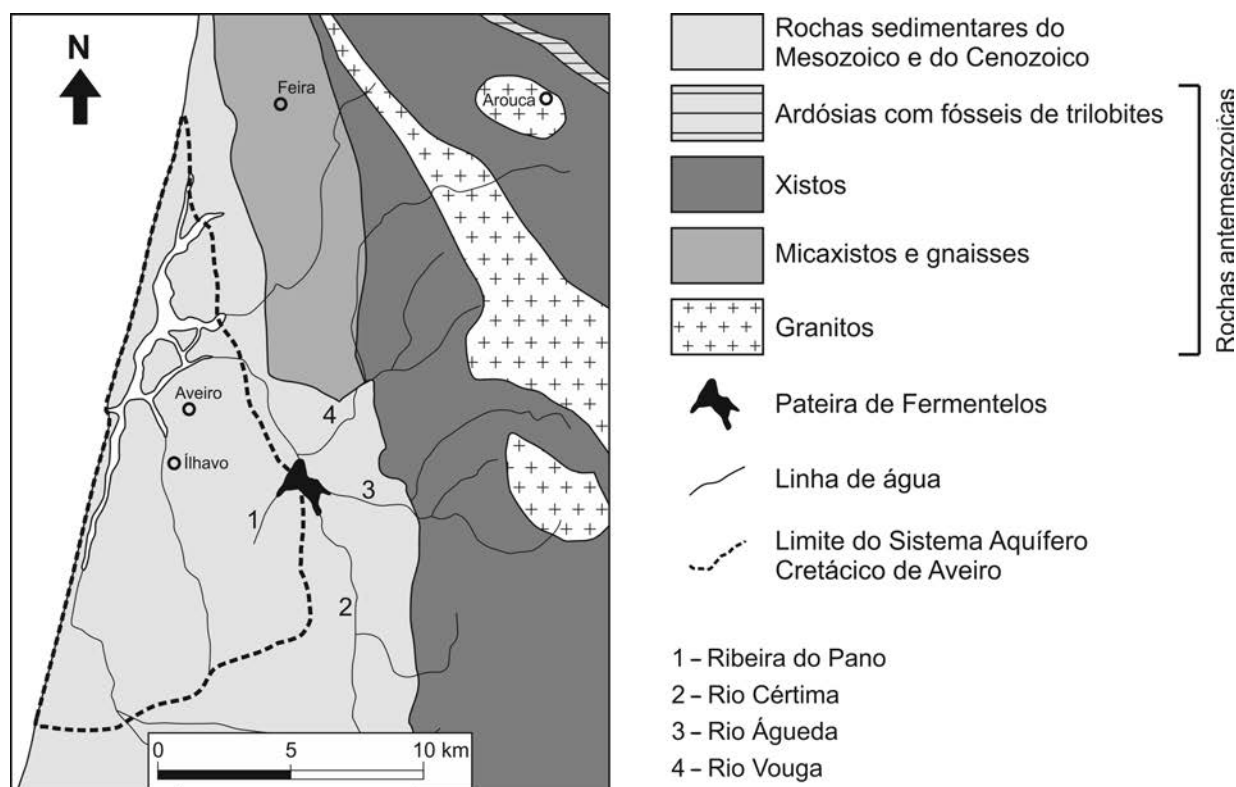 N
Feira
Arouca
Aveiro
Ílhavo
4
3
1
2
0 5 10 km
Rochas sedimentares do
Mesozoico e do Cenozoico
Ardósias com fósseis de trilobites
Xistos
Micaxistos e gnaisses
Granitos
Rochas antemesozoicas
Pateira de Fermentelos
Linha de água
Limite do Sistema Aquífero
Cretácico de Aveiro
1 – Ribeira do Pano
2 – Rio Cértima
3 – Rio Águeda
4 – Rio Vouga